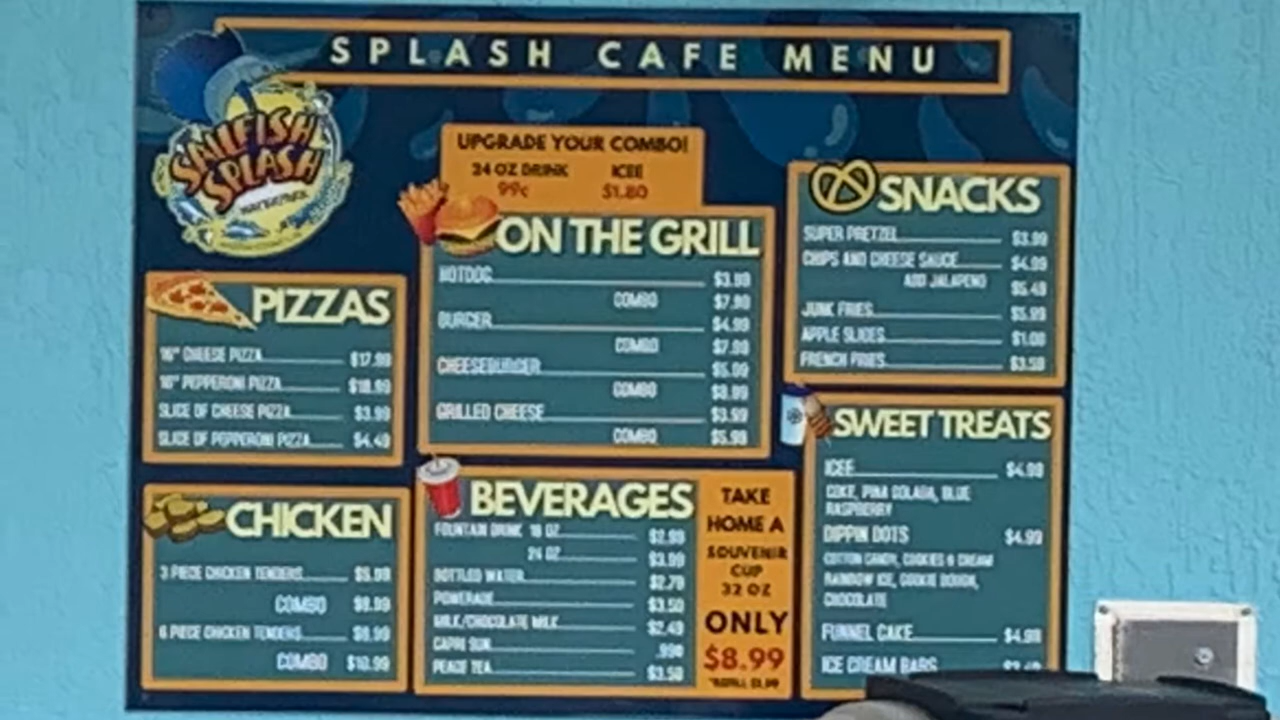 SPLASH CAFE MENU
SAILFISH
SPLASH
WATERPARK
UPGRADE YOUR COMBO!
24 OZ DRINK ICEE
99¢ $1.80
PIZZAS
16" CHEESE PIZZA $17.99
16" PEPPERONI PIZZA $18.99
SLICE OF CHEESE PIZZA $3.99
SLICE OF PEPPERONI PIZZA $4.49
CHICKEN
3 PIECE CHICKEN TENDERS $5.99
COMBO $8.99
6 PIECE CHICKEN TENDERS $8.99
COMBO $10.99
ON THE GRILL
HOTDOG $3.99
COMBO $7.99
BURGER $4.99
COMBO $7.99
CHEESEBURGER $5.99
COMBO $8.99
GRILLED CHEESE $3.99
COMBO $5.99
BEVERAGES
FOUNTAIN DRINK 16 OZ $2.99
24 OZ $3.99
BOTTLED WATER $2.79
POWERADE $3.50
MILK/CHOCOLATE MILK $2.49
CAPRI SUN .99¢
PEACE TEA $3.50
TAKE
HOME A
SOUVENIR
CUP
32 OZ
ONLY
$8.99
SNACKS
SUPER PRETZEL $3.99
CHIPS AND CHEESE SAUCE $4.99
ADD JALAPENO $5.49
JUNK FRIES $5.99
APPLE SLICES $1.00
FRENCH FRIES $3.50
SWEET TREATS
ICEE $4.99
COKE, PINA COLADA, BLUE
RASPBERRY
DIPPIN DOTS $4.99
COTTON CANDY, COOKIES & CREAM
RAINBOW ICE, COOKIE DOUGH,
CHOCOLATE
FUNNEL CAKE $4.99
ICE CREAM BARS